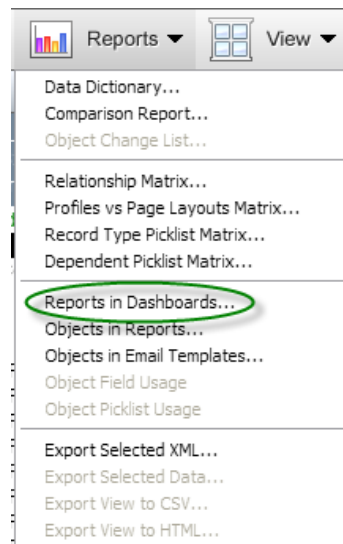 Reports ▼ View ▼
Data Dictionary...
Comparison Report...
Object Change List...
Relationship Matrix...
Profiles vs Page Layouts Matrix...
Record Type Picklist Matrix...
Dependent Picklist Matrix...
Reports in Dashboards...
Objects in Reports...
Objects in Email Templates...
Object Field Usage
Object Picklist Usage
Export Selected XML...
Export Selected Data...
Export View to CSV...
Export View to HTML...